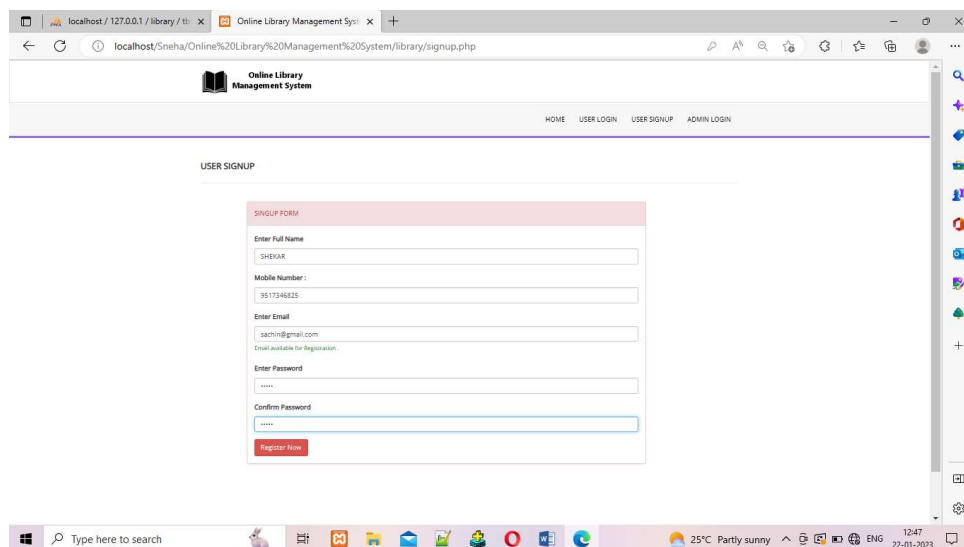 localhost / 127.0.0.1 / library / tb
Online Library Management Syst
localhost/Sneha/Online%20Library%20Management%20System/library/signup.php
Online Library
Management System
HOME USER LOGIN USER SIGNUP ADMIN LOGIN
USER SIGNUP
SINGUP FORM
Enter Full Name
SHEKAR
Mobile Number :
9517346825
Enter Email
sachin@gmail.com
Email available for Registration .
Enter Password
Confirm Password
Register Now
Type here to search
25°C Partly sunny
ENG
12:47
22-01-2023